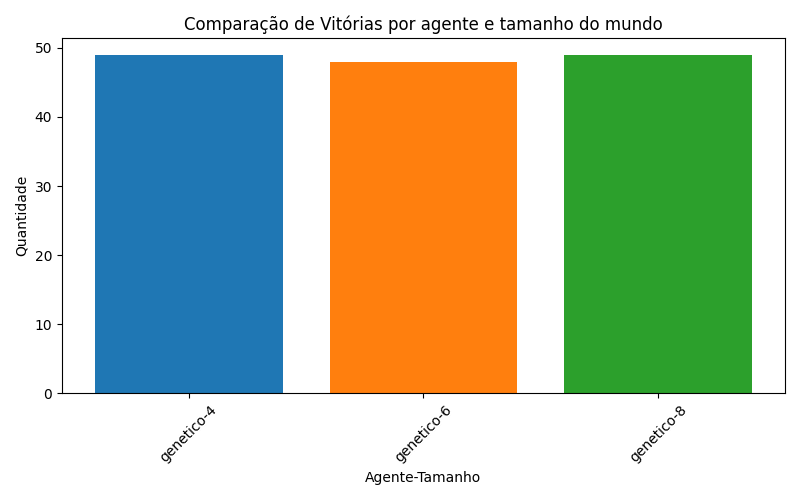 Comparação de Vitórias por agente e tamanho do mundo
Quantidade
50
40
30
20
10
0
genetico-4
genetico-6
genetico-8
Agente-Tamanho